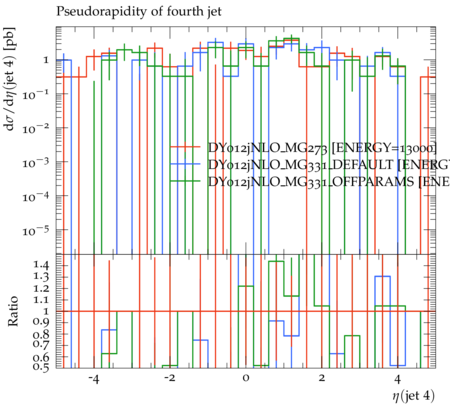 Pseudorapidity of fourth jet
dσ/dη(jet 4) [pb]
1
10⁻¹
10⁻²
10⁻³
10⁻⁴
10⁻⁵
DY012jNLO_MG273 [ENERGY=13000]
DY012jNLO_MG331_DEFAULT [ENERGY
DY012jNLO_MG331_OFFPARAMS [ENE
Ratio
1.4
1.3
1.2
1.1
1
0.9
0.8
0.7
0.6
0.5
-4 -2 0 2 4
η(jet 4)